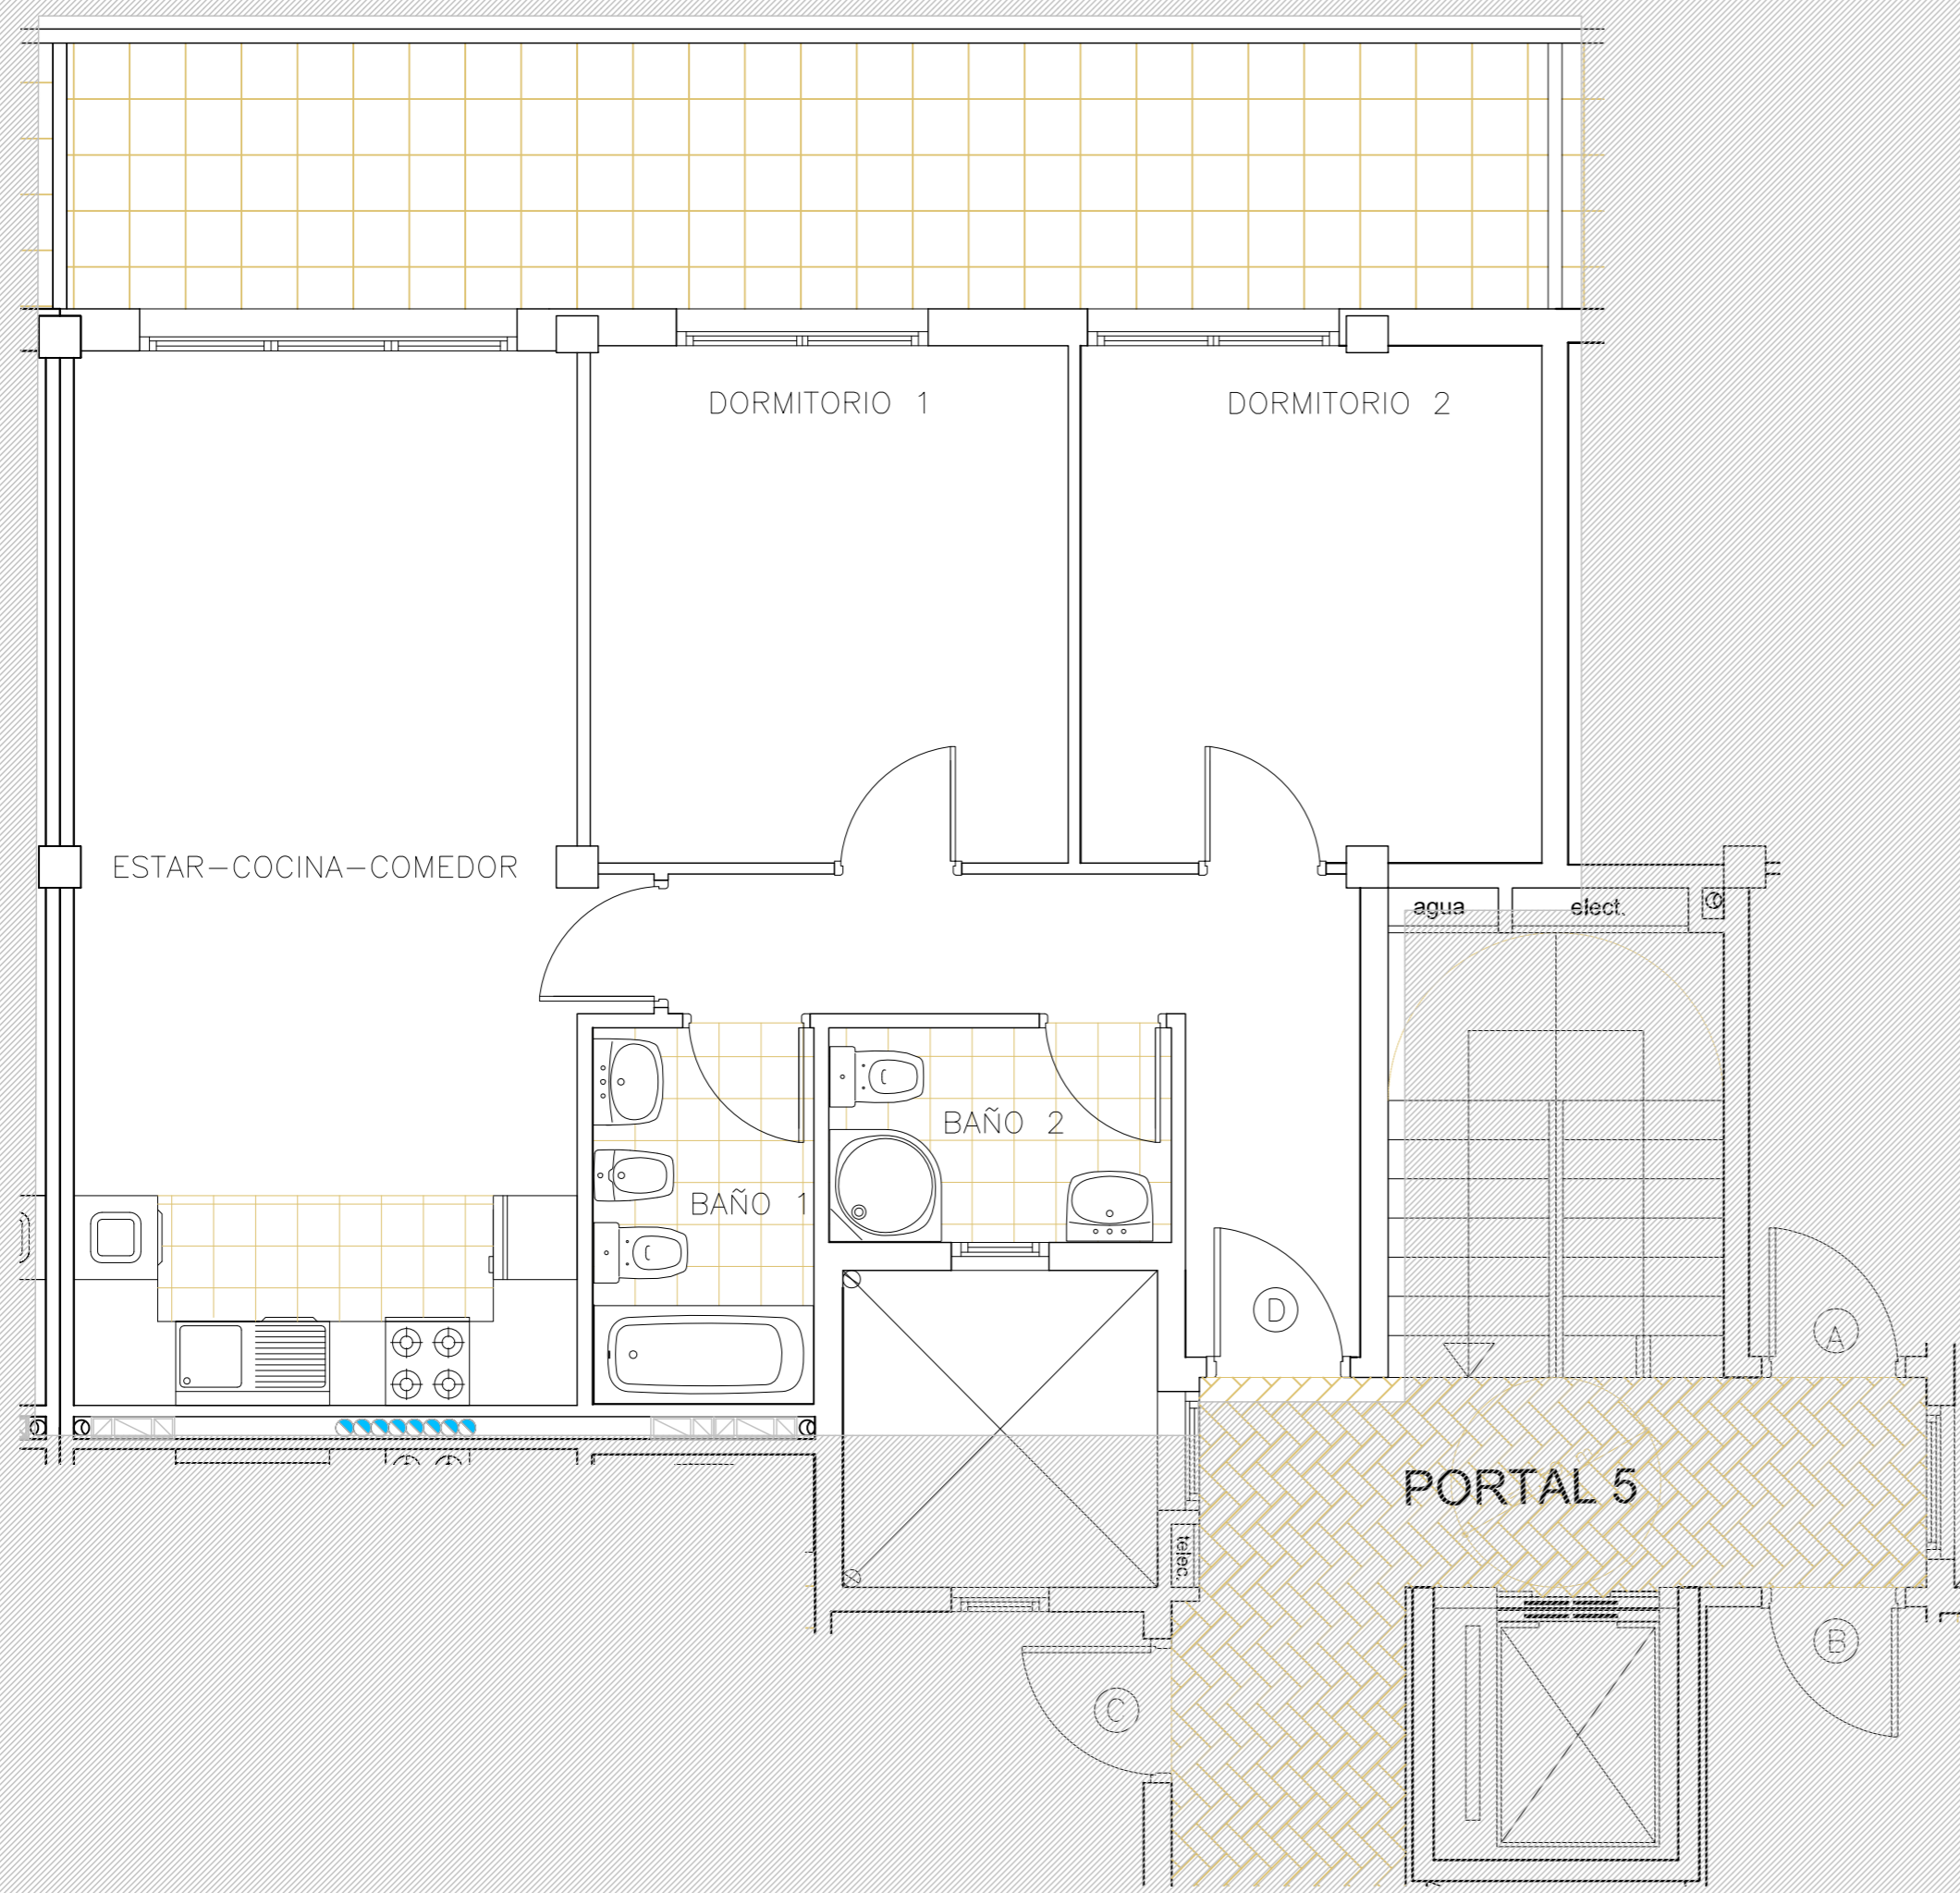 DORMITORIO 1
DORMITORIO 2
ESTAR-COCINA-COMEDOR
agua
elect.
BAÑO 2
BAÑO 1
D
A
PORTAL 5
telec.
B
C